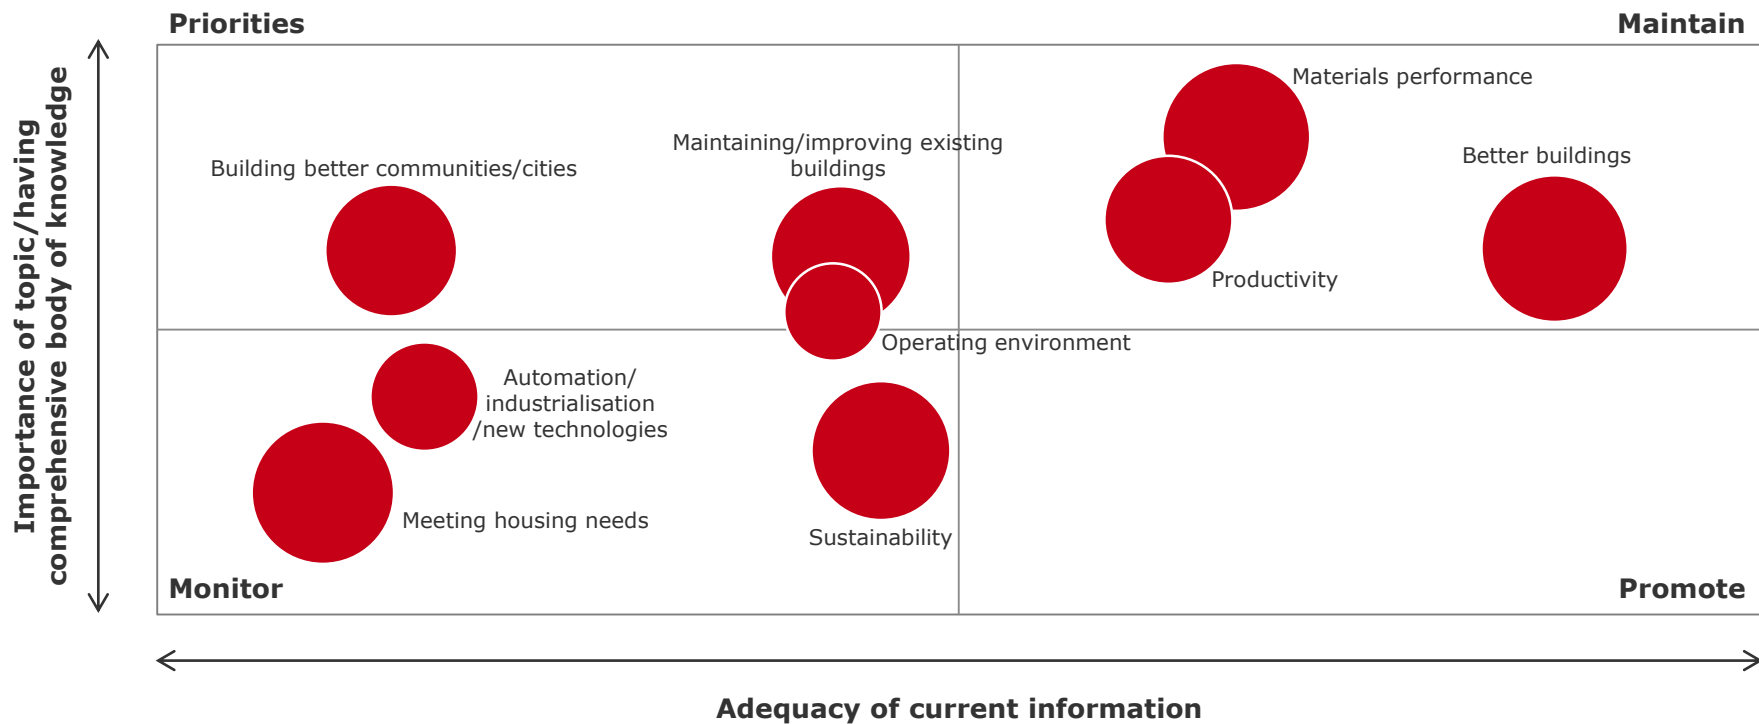 Priorities
Maintain
Importance of topic/having
comprehensive body of knowledge
Materials performance
Maintaining/improving existing
buildings
Better buildings
Building better communities/cities
Productivity
Operating environment
Automation/
industrialisation
/new technologies
Meeting housing needs
Sustainability
Monitor
Promote
Adequacy of current information